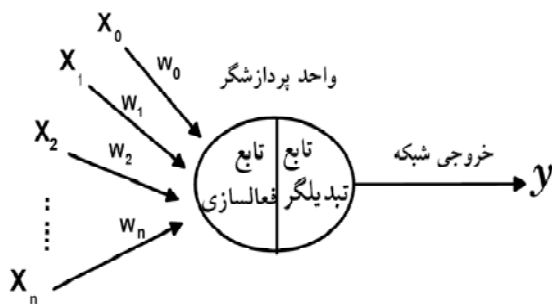 X₀
w₀
واحد پردازشگر
X₁
w₁
X₂
w₂
تابع فعالسازی
تابع تبدیلگر
خروجی شبکه
y
wₙ
Xₙ